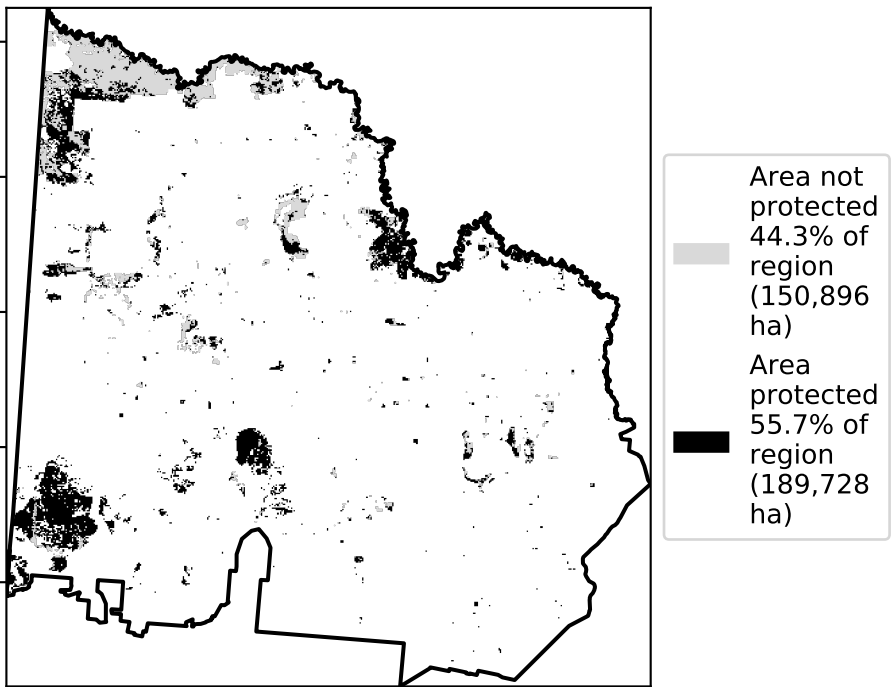 Area not
protected
44.3% of
region
(150,896
ha)
Area
protected
55.7% of
region
(189,728
ha)